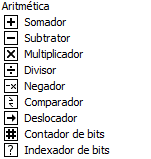 Aritmética
Somador
Subtrator
Multiplicador
Divisor
Negador
Comparador
Deslocador
Contador de bits
Indexador de bits